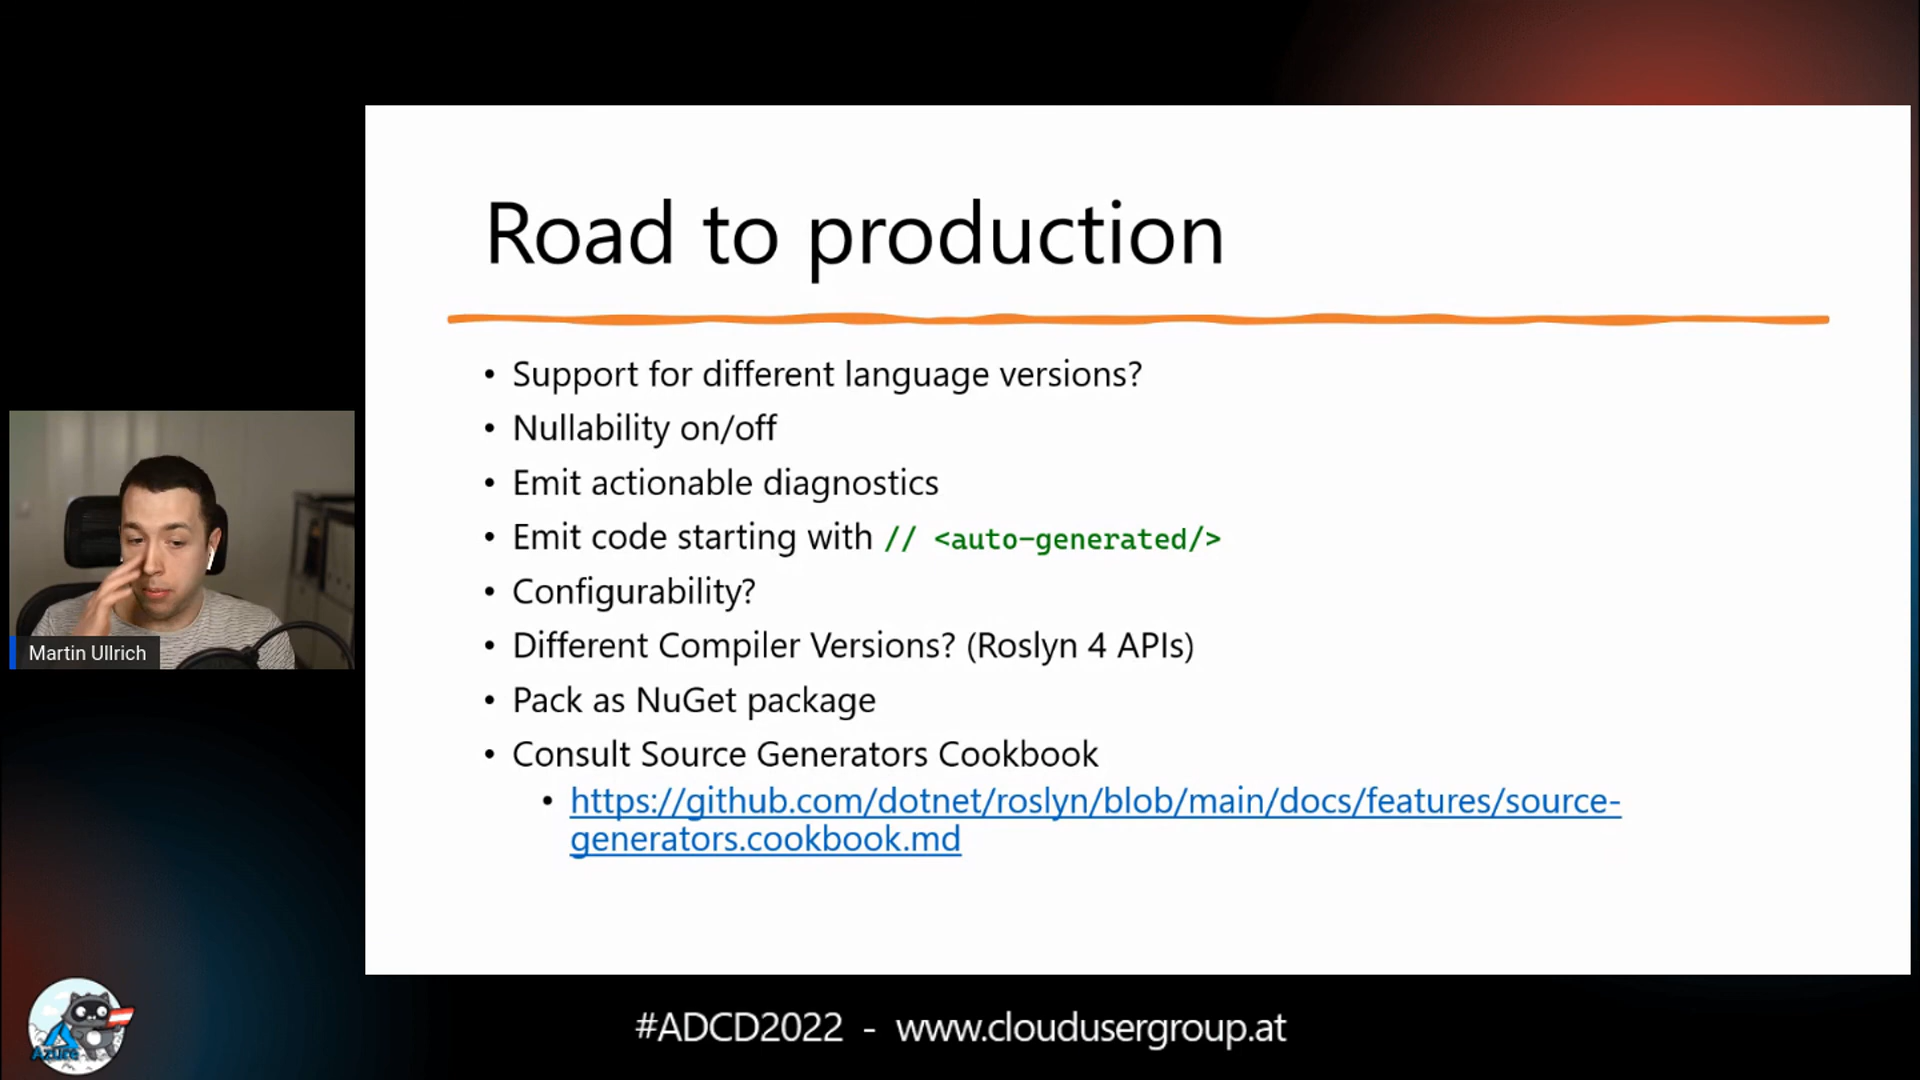 Road to production
• Support for different language versions?
• Nullability on/off
• Emit actionable diagnostics
• Emit code starting with // <auto-generated/>
• Configurability?
• Different Compiler Versions? (Roslyn 4 APIs)
• Pack as NuGet package
• Consult Source Generators Cookbook
• https://github.com/dotnet/roslyn/blob/main/docs/features/source-
generators.cookbook.md
Martin Ullrich
Azure
#ADCD2022 - www.cloudusergroup.at